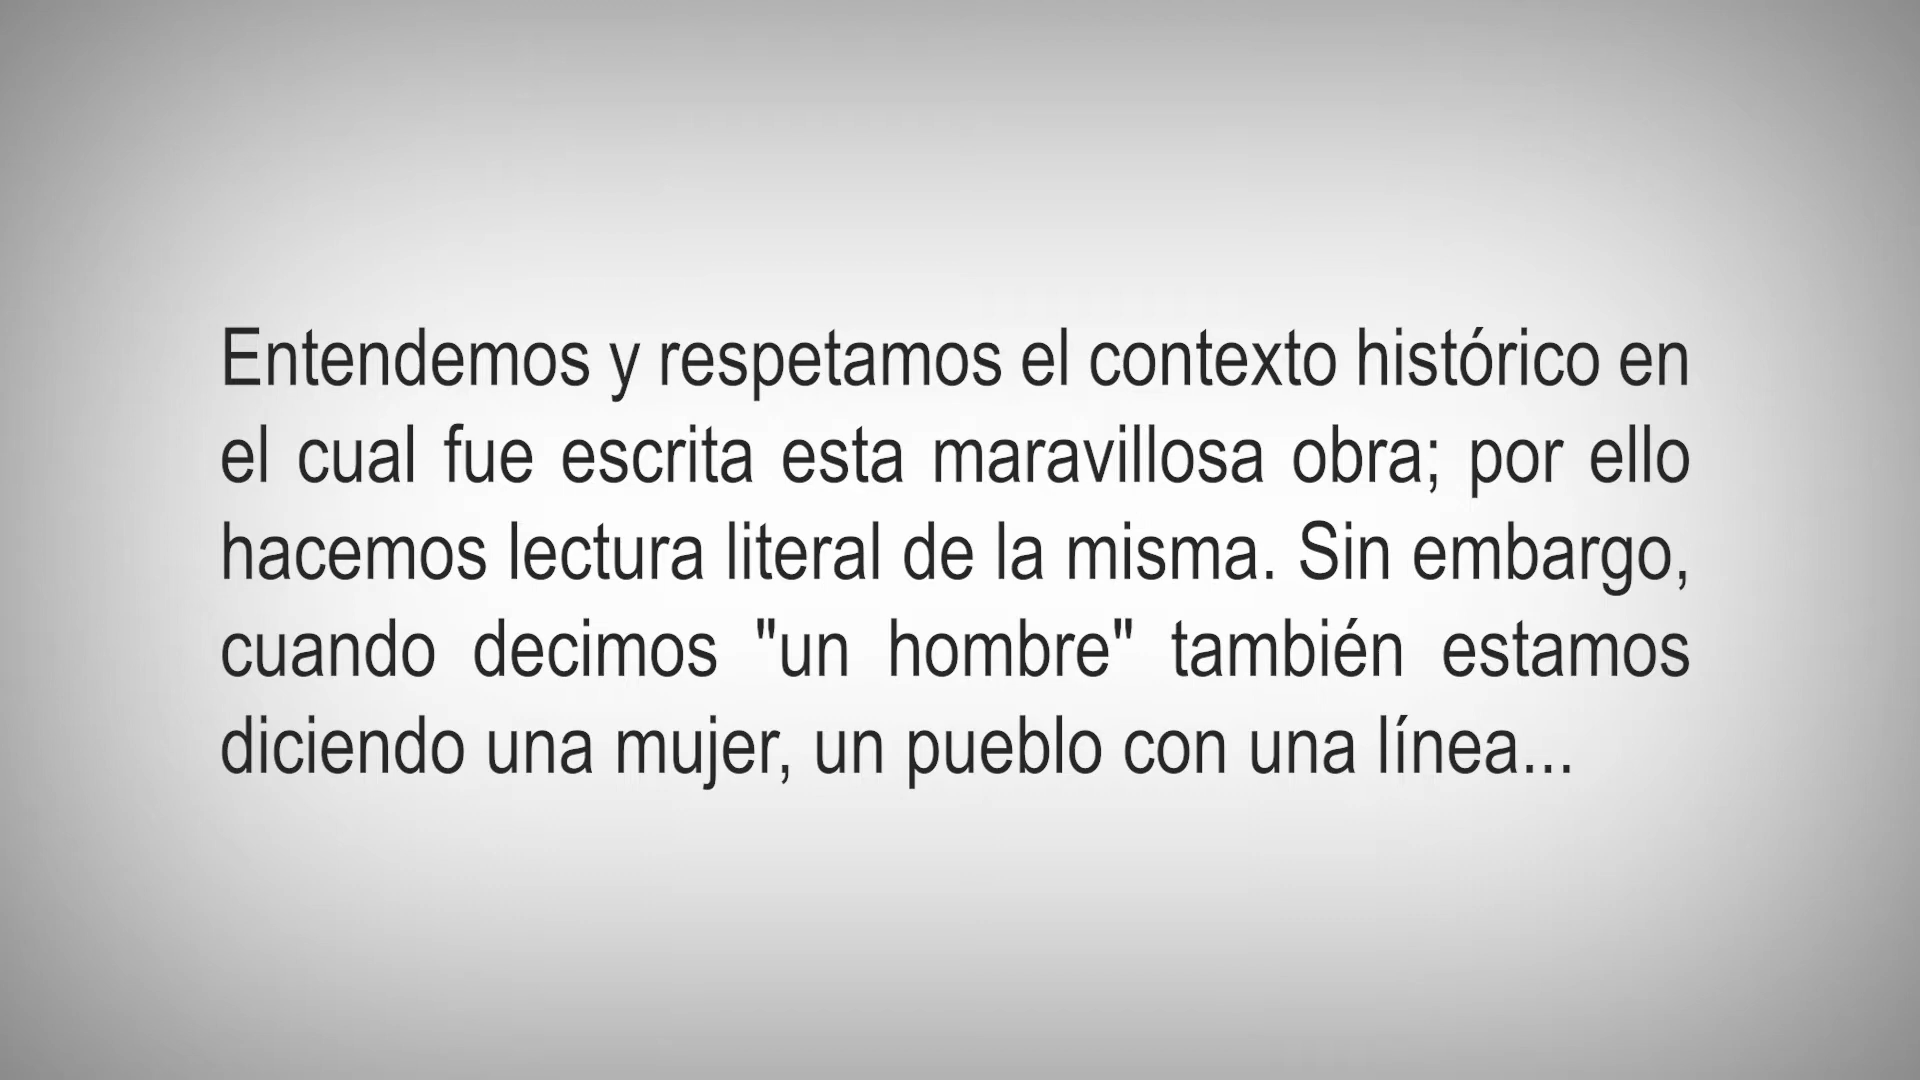 Entendemos y respetamos el contexto histórico en
el cual fue escrita esta maravillosa obra; por ello
hacemos lectura literal de la misma. Sin embargo,
cuando decimos "un hombre" también estamos
diciendo una mujer, un pueblo con una línea...